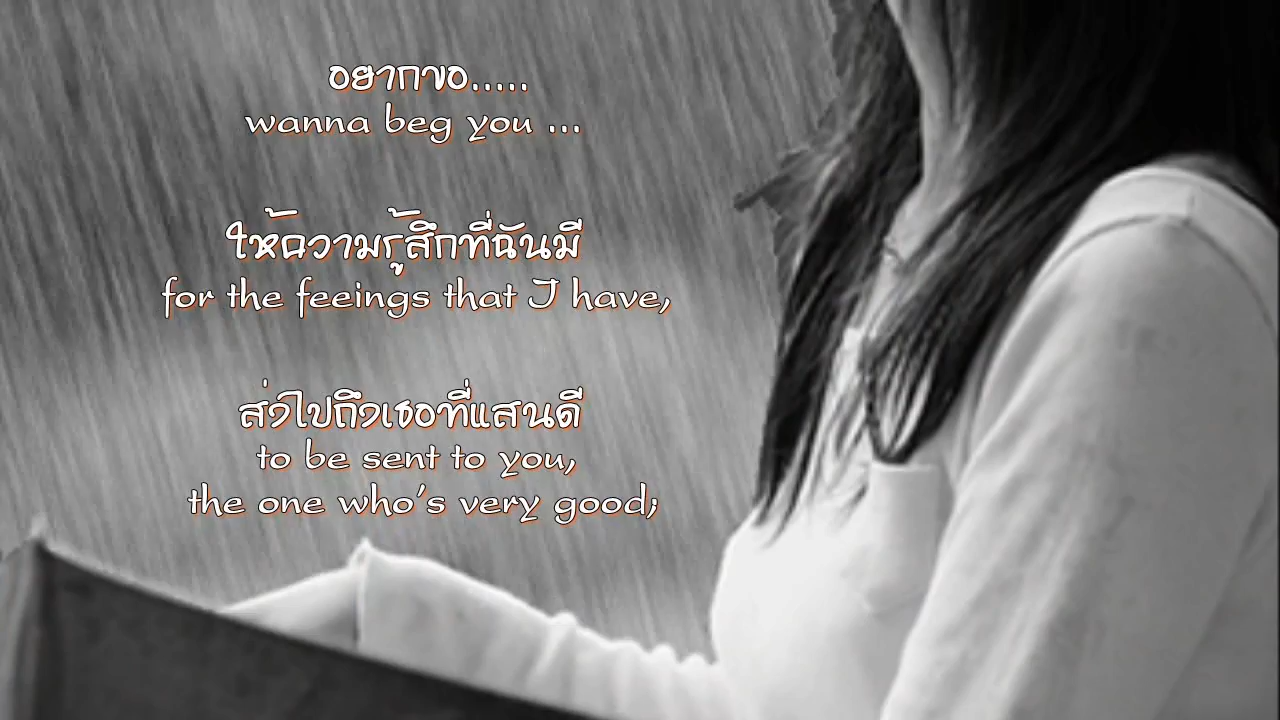 อยากขอ.....
wanna beg you ...
ให้ความรู้สึกที่ฉันมี
for the feeings that I have,
ส่งไปถึงเธอที่แสนดี
to be sent to you,
the one who's very good;